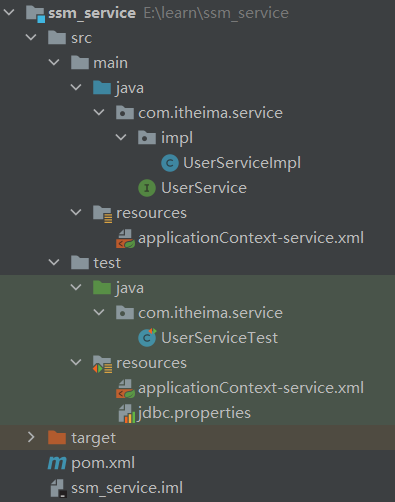 ssm_service E:\learn\ssm_service
src
main
java
com.itheima.service
impl
UserServiceImpl
UserService
resources
applicationContext-service.xml
test
java
com.itheima.service
UserServiceTest
resources
applicationContext-service.xml
jdbc.properties
target
pom.xml
ssm_service.iml